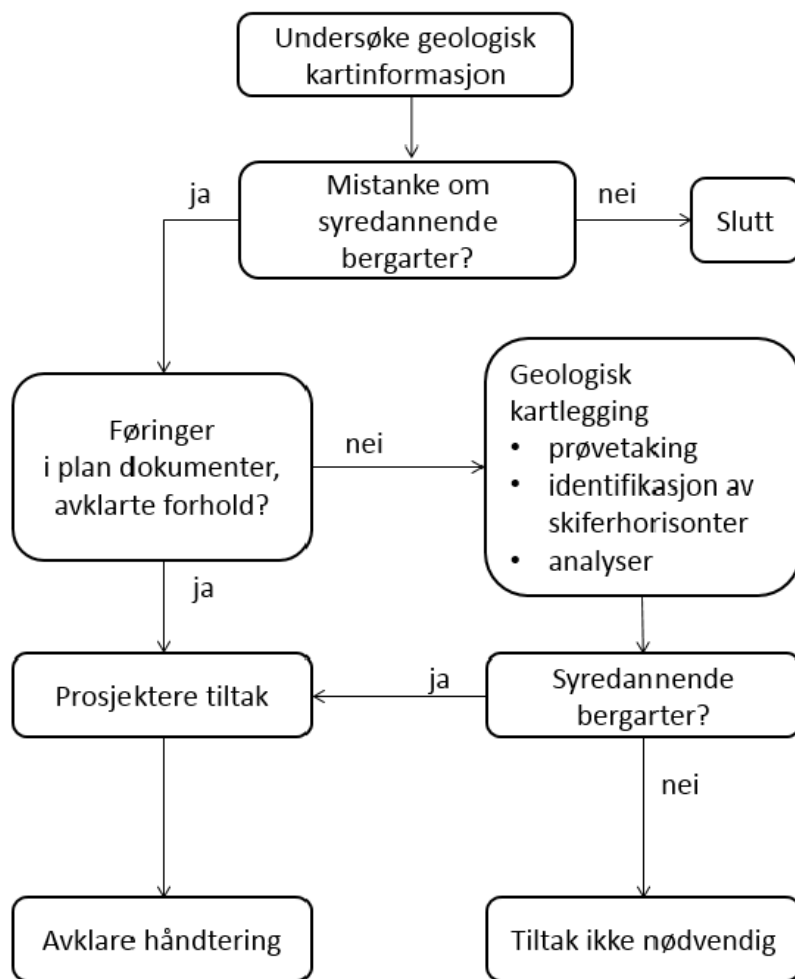 Undersøke geologisk
kartinformasjon
ja
Mistanke om
syredannende
bergarter?
nei
Slutt
Føringer
i plan dokumenter,
avklarte forhold?
nei
Geologisk
kartlegging
• prøvetaking
• identifikasjon av
skiferhorisonter
• analyser
ja
Prosjektere tiltak
ja
Syredannende
bergarter?
nei
Avklare håndtering
Tiltak ikke nødvendig